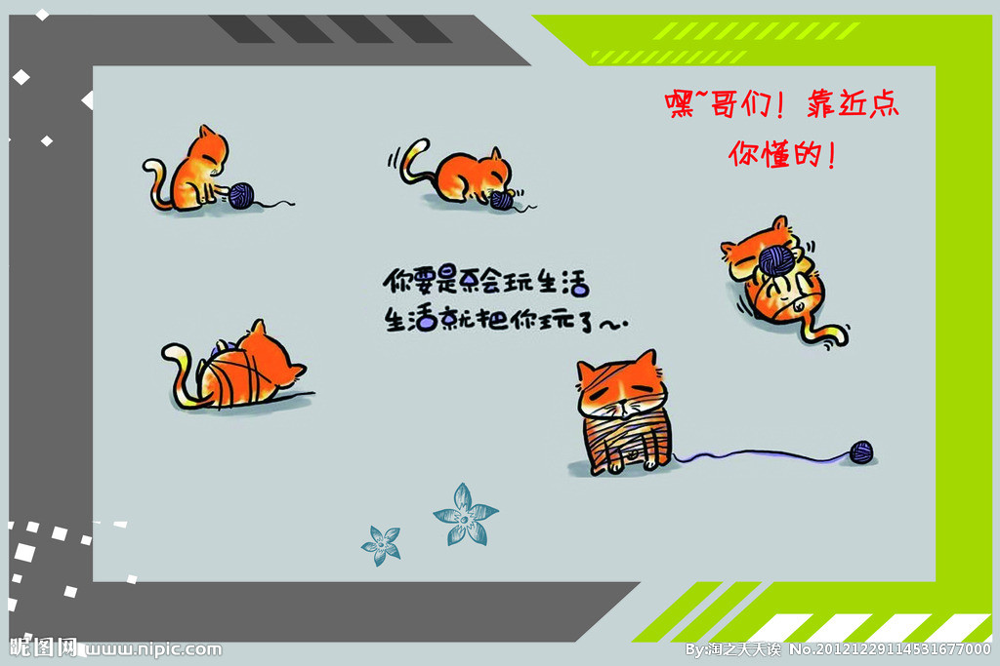 嘿~哥们！靠近点
你懂的！
你要是不会玩生活
生活就把你玩了～.
昵图网 www.nipic.com
By:淘之夭夭诶 No.20121229114531677000